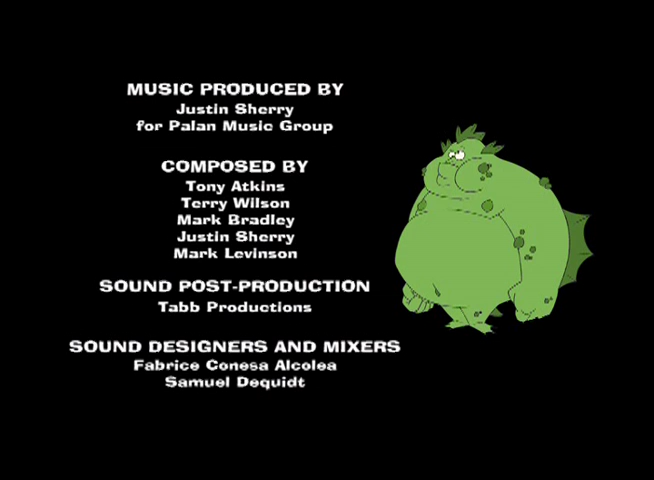 MUSIC PRODUCED BY
Justin Sherry
for Palan Music Group
COMPOSED BY
Tony Atkins
Terry Wilson
Mark Bradley
Justin Sherry
Mark Levinson
SOUND POST-PRODUCTION
Tabb Productions
SOUND DESIGNERS AND MIXERS
Fabrice Conesa Alcolea
Samuel Dequidt